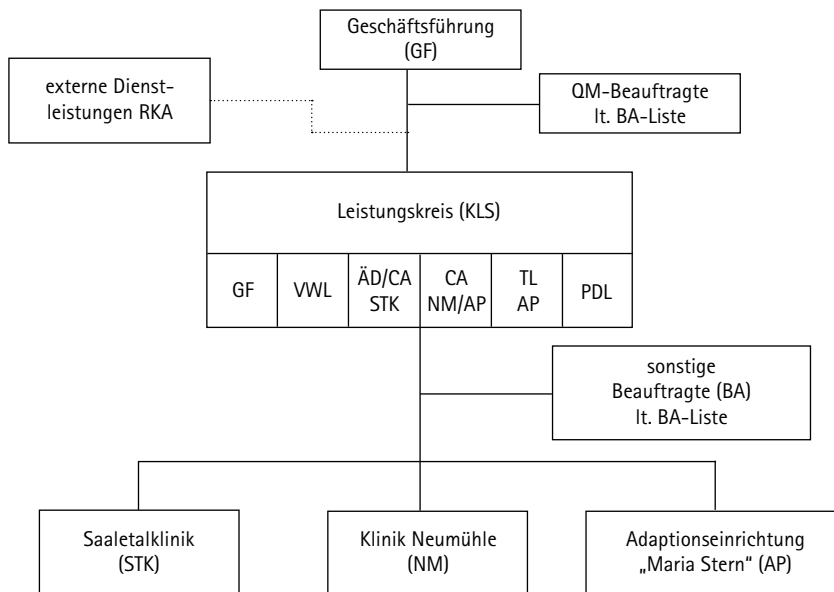 Geschäftsführung
(GF)
externe Dienst-
leistungen RKA
QM-Beauftragte
lt. BA-Liste
Leistungskreis (KLS)
GF
VWL
ÄD/CA
STK
CA
NM/AP
TL
AP
PDL
sonstige
Beauftragte (BA)
lt. BA-Liste
Saaletalklinik
(STK)
Klinik Neumühle
(NM)
Adaptionseinrichtung
„Maria Stern“ (AP)